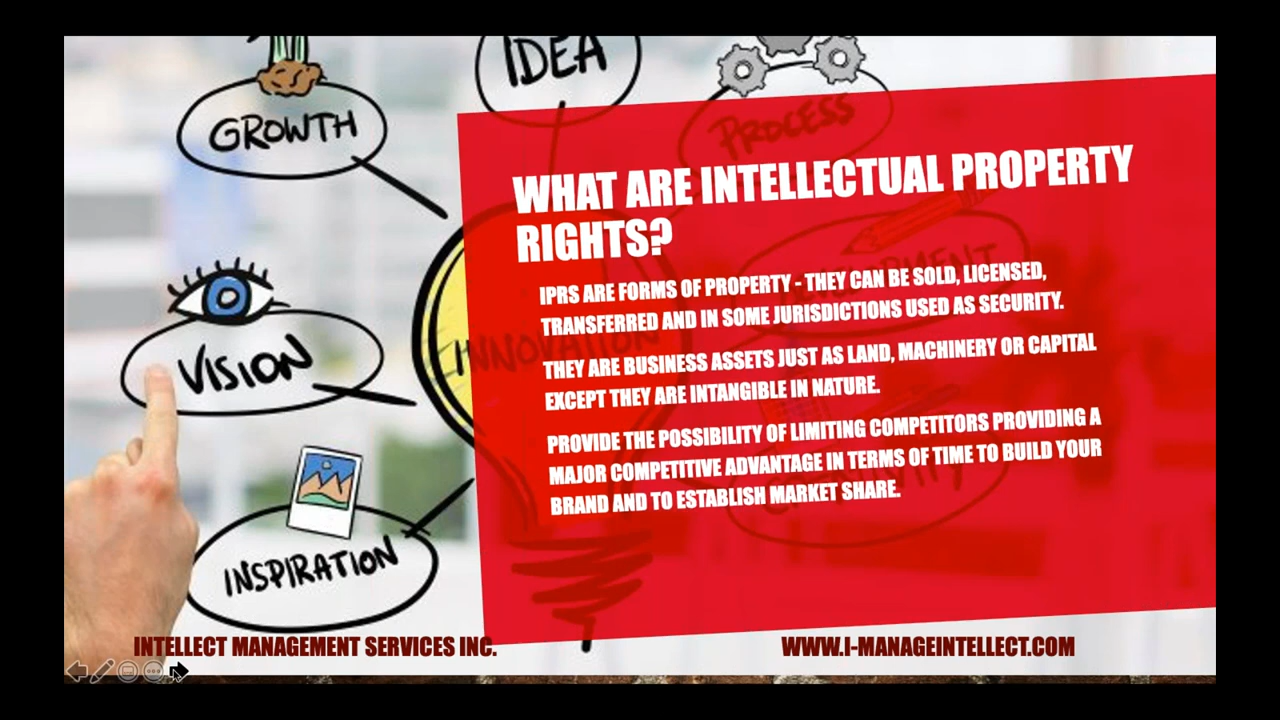 IDEA
GROWTH
PROCESS
WHAT ARE INTELLECTUAL PROPERTY
RIGHTS?
IPRS ARE FORMS OF PROPERTY - THEY CAN BE SOLD, LICENSED,
TRANSFERRED AND IN SOME JURISDICTIONS USED AS SECURITY.
INNOVATION
VISION
THEY ARE BUSINESS ASSETS JUST AS LAND, MACHINERY OR CAPITAL
EXCEPT THEY ARE INTANGIBLE IN NATURE.
PROVIDE THE POSSIBILITY OF LIMITING COMPETITORS PROVIDING A
MAJOR COMPETITIVE ADVANTAGE IN TERMS OF TIME TO BUILD YOUR
BRAND AND TO ESTABLISH MARKET SHARE.
INSPIRATION
INTELLECT MANAGEMENT SERVICES INC.
WWW.I-MANAGEINTELLECT.COM